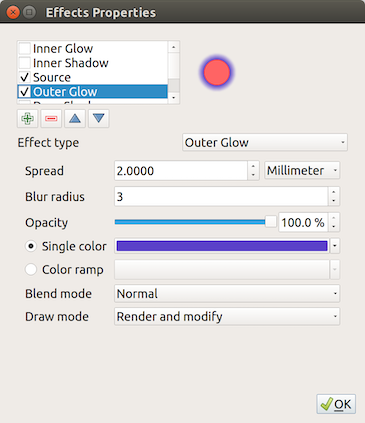 Effects Properties
Inner Glow
Inner Shadow
Source
Outer Glow
Effect type Outer Glow
Spread 2.0000 Millimeter
Blur radius 3
Opacity 100.0 %
Single color
Color ramp
Blend mode Normal
Draw mode Render and modify
OK